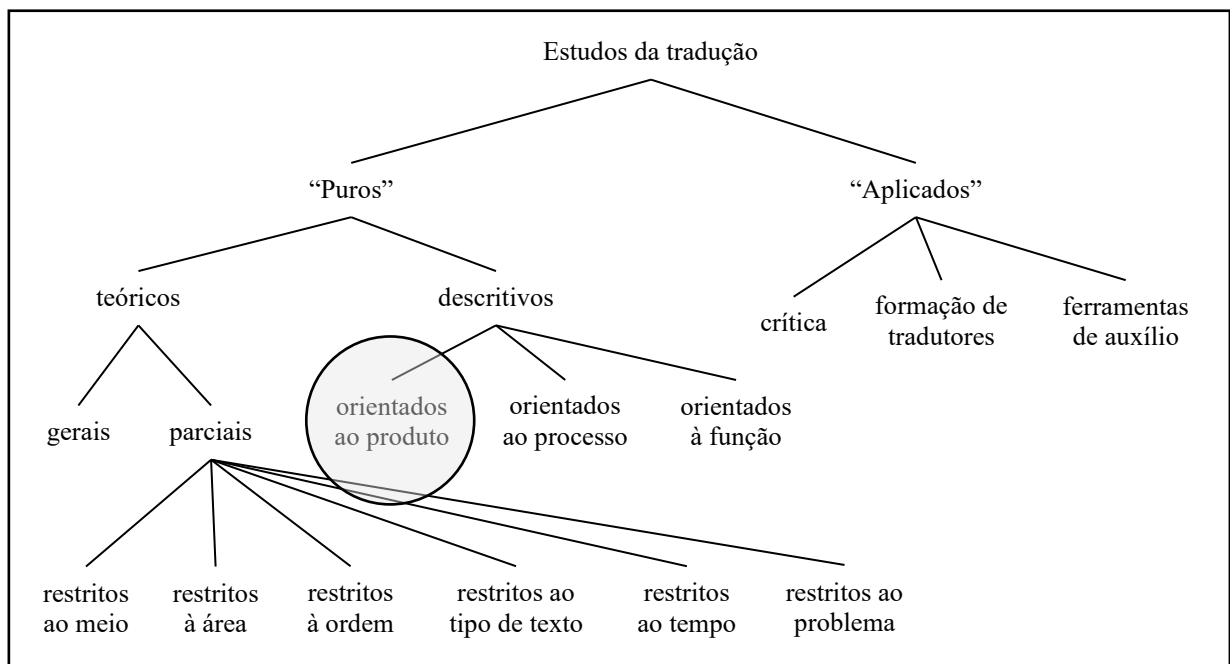 Estudos da tradução
“Puros”
“Aplicados”
teóricos
descritivos
crítica
formação de
tradutores
ferramentas
de auxílio
gerais
parciais
orientados
ao produto
orientados
ao processo
orientados
à função
restritos
ao meio
restritos
à área
restritos
à ordem
restritos ao
tipo de texto
restritos
ao tempo
restritos ao
problema